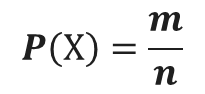 P(X) = m/n